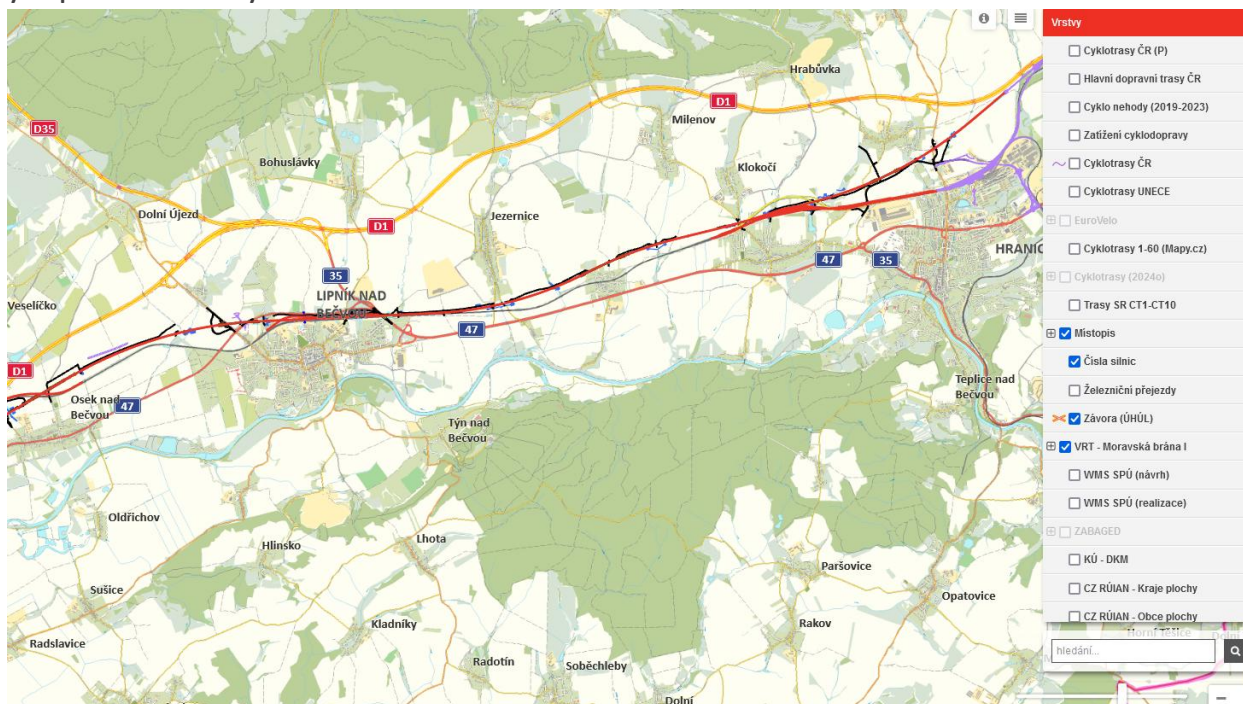 Vrstvy
Cyklotrasy ČR (P)
Hlavní dopravní trasy ČR
Cyklo nehody (2019-2023)
Zatížení cyklodopravy
Cyklotrasy ČR
Cyklotrasy UNECE
EuroVelo
Cyklotrasy 1-60 (Mapy.cz)
Cyklotrasy (2024o)
Trasy SR CT1-CT10
Místopis
Čísla silnic
Železniční přejezdy
Závora (ÚHÚL)
VRT - Moravská brána I
WMS SPÚ (návrh)
WMS SPÚ (realizace)
ZABAGED
KÚ - DKM
CZ RÚIAN - Kraje plochy
CZ RÚIAN - Obce plochy
hledání...
Hrabůvka
D1
Milenov
D35
Bohuslávky
Klokočí
Dolní Újezd
Jezernice
D1
HRANIC
47
35
35
LIPNÍK NAD
BEČVOU
Veselíčko
47
D1
Teplice nad
Bečvou
Osek nad
Bečvou
47
Týn nad
Bečvou
Oldřichov
Lhota
Hlinsko
Paršovice
Sušice
Opatovice
Kladníky
Rakov
Radslavice
Horní Těšice
Radotín
Soběchleby
Dolní